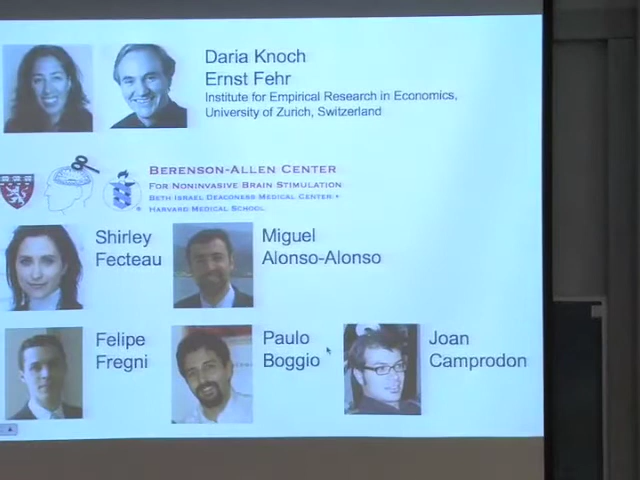 Daria Knoch
Ernst Fehr
Institute for Empirical Research in Economics,
University of Zurich, Switzerland
BERENSON-ALLEN CENTER
FOR NONINVASIVE BRAIN STIMULATION
BETH ISRAEL DEACONESS MEDICAL CENTER
HARVARD MEDICAL SCHOOL
Shirley
Fecteau
Miguel
Alonso-Alonso
Felipe
Fregni
Paulo
Boggio
Joan
Camprodon